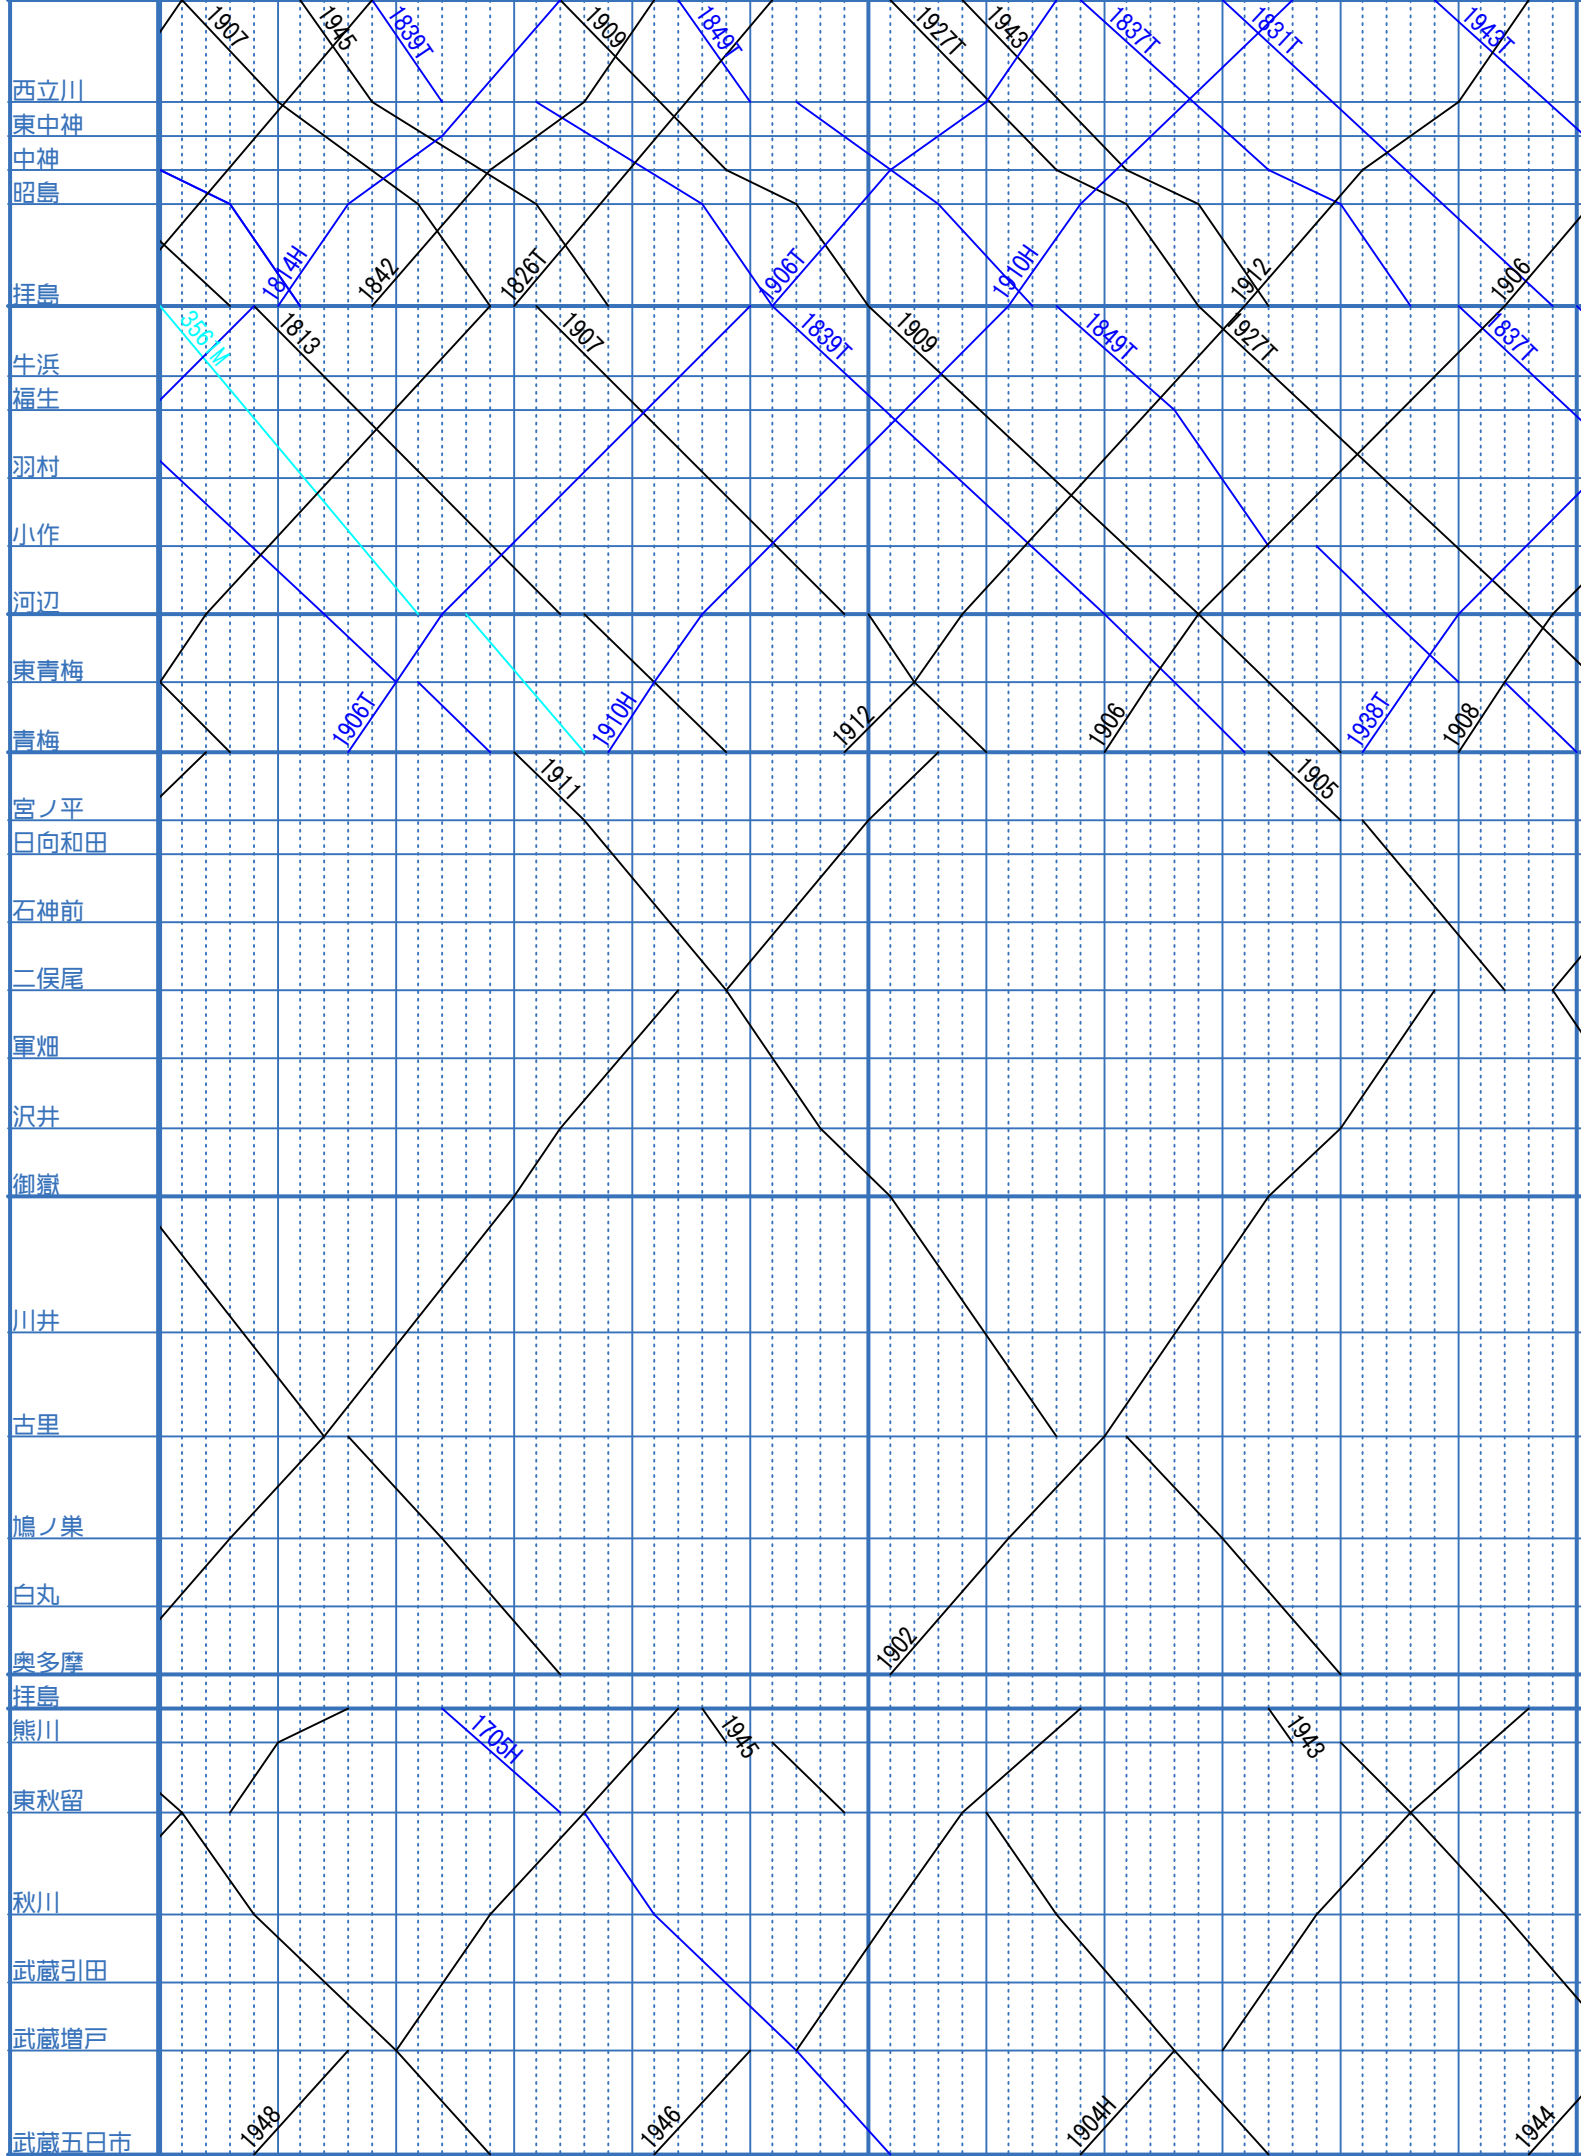 1907
1945
1839T
1909
1849T
1927T
1943
1837T
1831T
1943T
西立川
東中神
中神
昭島
拝島
1814H
1842
1826T
1906T
1910H
1912
1906
3561M
1813
1907
1839T
1909
1849T
1927T
1837T
牛浜
福生
羽村
小作
河辺
東青梅
青梅
1906T
1910H
1912
1906
1938T
1908
1911
1905
宮ノ平
日向和田
石神前
二俣尾
軍畑
沢井
御嶽
川井
古里
鳩ノ巣
白丸
奥多摩
1902
拝島
熊川
1705H
1945
1943
東秋留
秋川
武蔵引田
武蔵増戸
武蔵五日市
1948
1946
1904H
1944